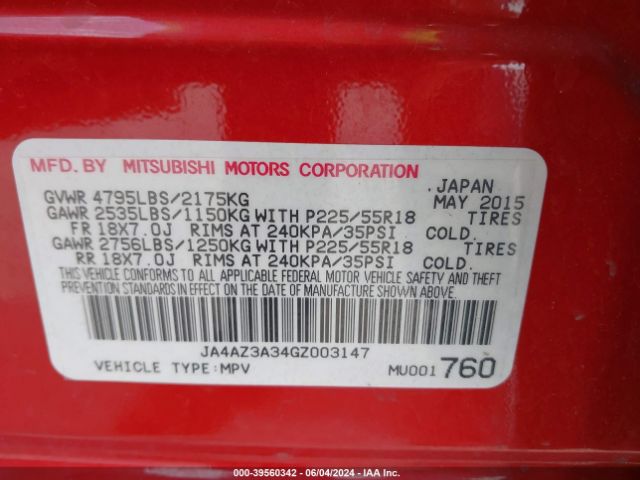 MFD. BY MITSUBISHI MOTORS CORPORATION
GVWR 4795LBS/2175KG , JAPAN MAY 2015
GAWR 2535LBS/1150KG WITH P225/55R18 TIRES
FR 18X7.0J RIMS AT 240KPA/35PSI COLD.
GAWR 2756LBS/1250KG WITH P225/55R18 TIRES
RR 18X7.0J RIMS AT 240KPA/35PSI COLD.
THIS VEHICLE CONFORMS TO ALL APPLICABLE FEDERAL MOTOR VEHICLE SAFETY AND THEFT
PREVENTION STANDARDS IN EFFECT ON THE DATE OF MANUFACTURE SHOWN ABOVE.
JA4AZ3A34GZ003147
VEHICLE TYPE:MPV MU001760
000-39560342 - 06/04/2024 - IAA Inc.